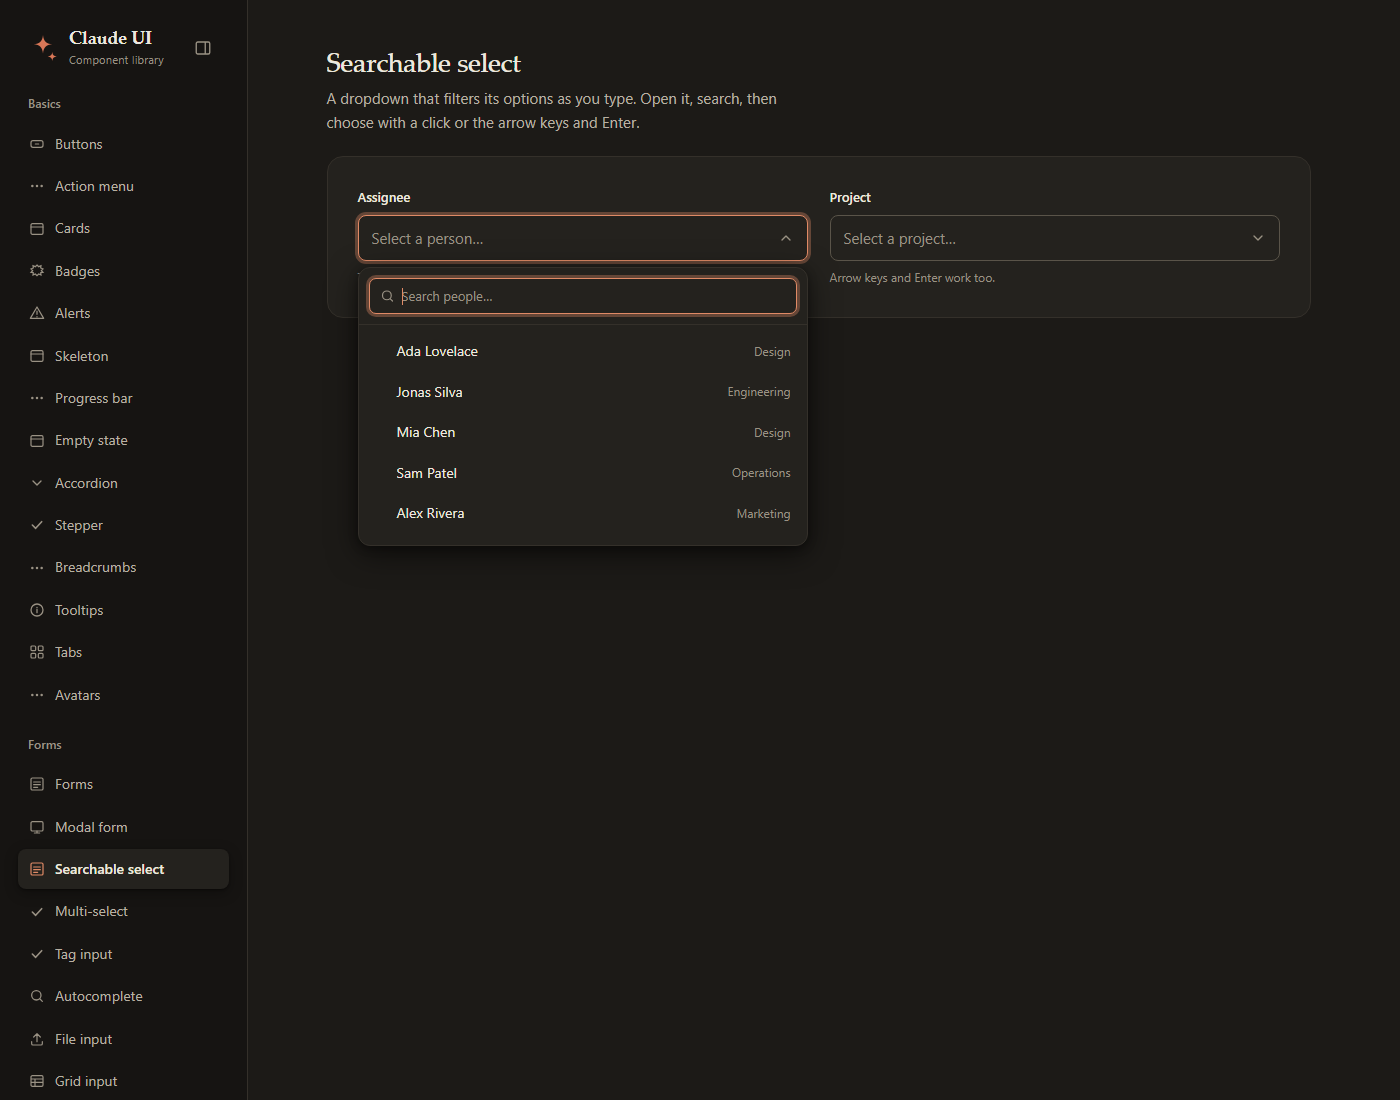 Claude UI
Component library
Basics
Buttons
Action menu
Cards
Badges
Alerts
Skeleton
Progress bar
Empty state
Accordion
Stepper
Breadcrumbs
Tooltips
Tabs
Avatars
Forms
Forms
Modal form
Searchable select
Multi-select
Tag input
Autocomplete
File input
Grid input
Searchable select
A dropdown that filters its options as you type. Open it, search, then
choose with a click or the arrow keys and Enter.
Assignee
Select a person...
Search people...
Ada Lovelace Design
Jonas Silva Engineering
Mia Chen Design
Sam Patel Operations
Alex Rivera Marketing
Project
Select a project...
Arrow keys and Enter work too.